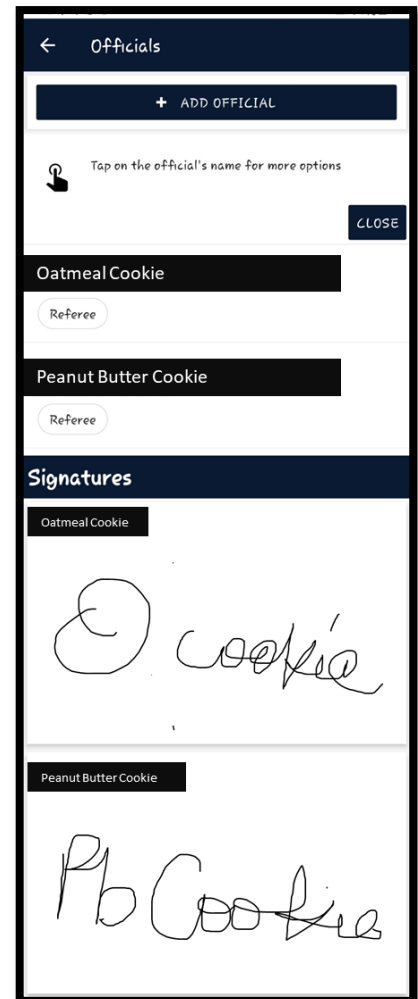 Officials
+ ADD OFFICIAL
Tap on the official's name for more options
CLOSE
Oatmeal Cookie
Referee
Peanut Butter Cookie
Referee
Signatures
Oatmeal Cookie
O cookie
Peanut Butter Cookie
Pb Cookie